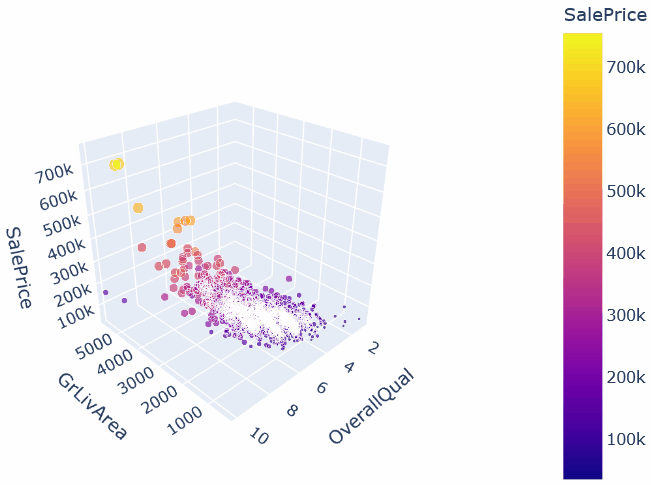 SalePrice
700k
600k
500k
400k
300k
200k
100k
SalePrice
700k
600k
500k
400k
300k
200k
100k
5000
4000
3000
2000
1000
GrLivArea
10
8
6
4
2
OverallQual